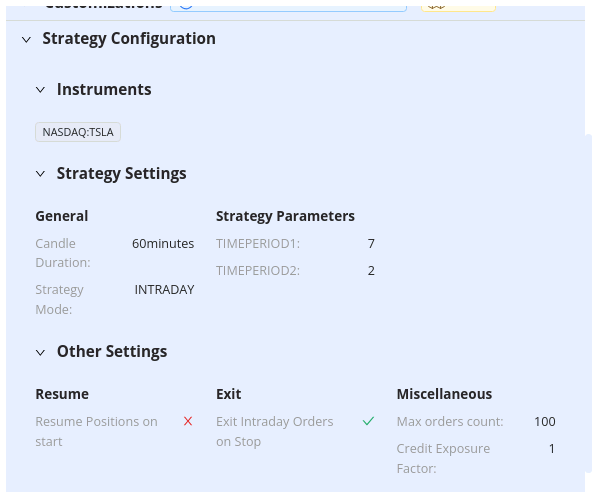 Customizations
Strategy Configuration
Instruments
NASDAQ:TSLA
Strategy Settings
General
Candle Duration: 60minutes
Strategy Mode: INTRADAY
Strategy Parameters
TIMEPERIOD1: 7
TIMEPERIOD2: 2
Other Settings
Resume
Resume Positions on
start
Exit
Exit Intraday Orders
on Stop
Miscellaneous
Max orders count: 100
Credit Exposure Factor: 1